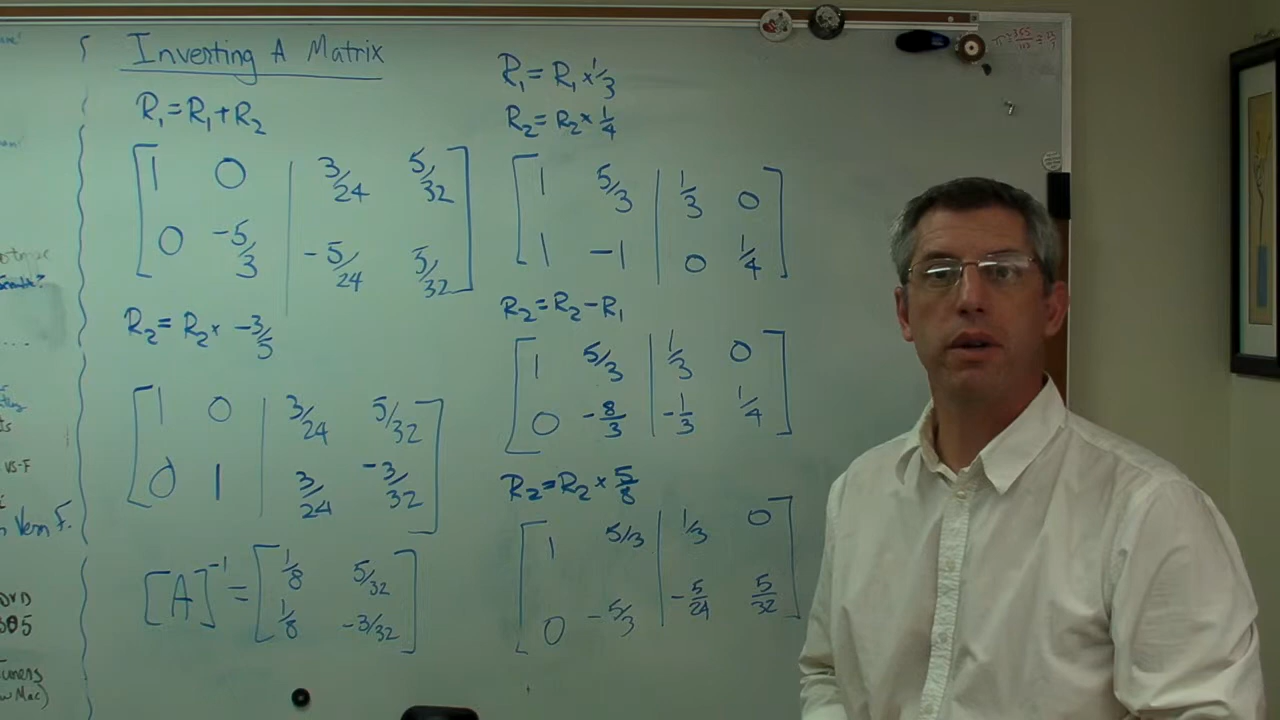 Inverting A Matrix
R₁=R₁+R₂
1 0 3/24 5/32
0 -5/3 -5/24 5/32
R₂=R₂× -3/5
1 0 3/24 5/32
0 1 3/24 -3/32
[A]⁻¹= 1/8 5/32
1/8 -3/32
R₁=R₁×1/3
R₂=R₂×1/4
1 5/3 1/3 0
1 -1 0 1/4
R₂=R₂-R₁
1 5/3 1/3 0
0 -8/3 -1/3 1/4
R₂=R₂×5/8
1 5/3 1/3 0
0 -5/3 -5/24 5/32
VS-F
Vern F.
DVD
Tuners
Mac)